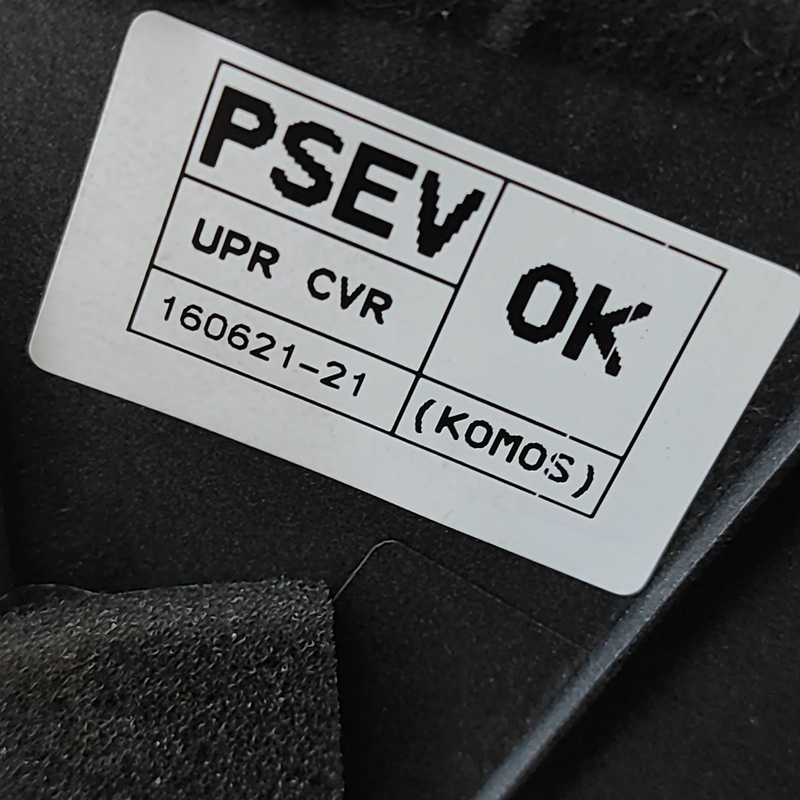 PSEV
OK
UPR CVR
160621-21
(KOMOS)